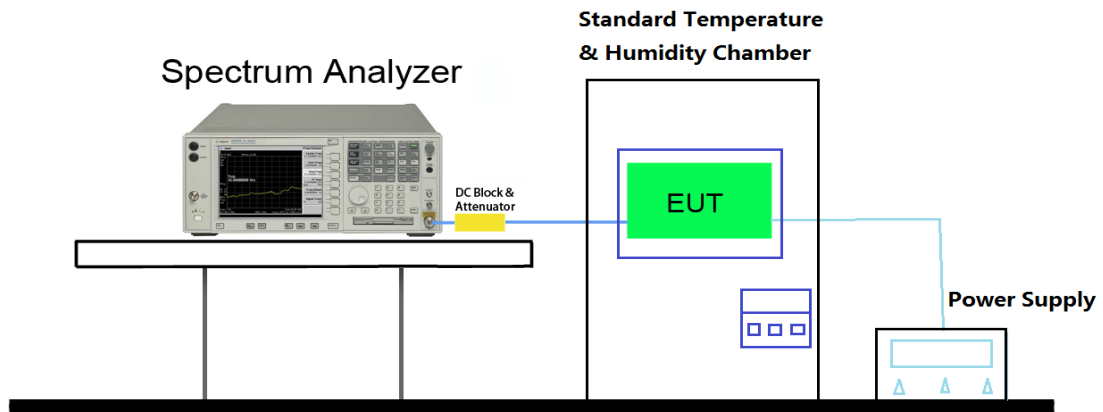 Standard Temperature
& Humidity Chamber
Spectrum Analyzer
DC Block &
Attenuator
EUT
Power Supply